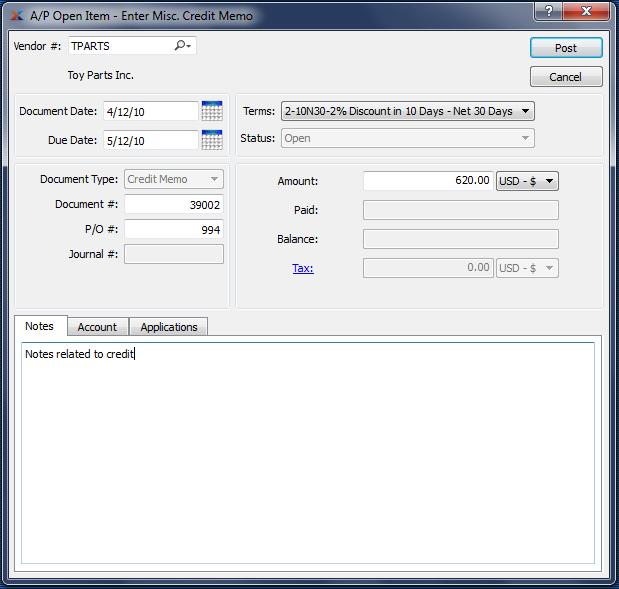 A/P Open Item - Enter Misc. Credit Memo
?
Vendor #: TPARTS
Post
Toy Parts Inc.
Cancel
Document Date: 4/12/10
Terms: 2-10N30-2% Discount in 10 Days - Net 30 Days
Due Date: 5/12/10
Status: Open
Document Type: Credit Memo
Amount: 620.00 USD - $
Document #: 39002
Paid:
P/O #: 994
Balance:
Journal #:
Tax: 0.00 USD - $
Notes Account Applications
Notes related to credit